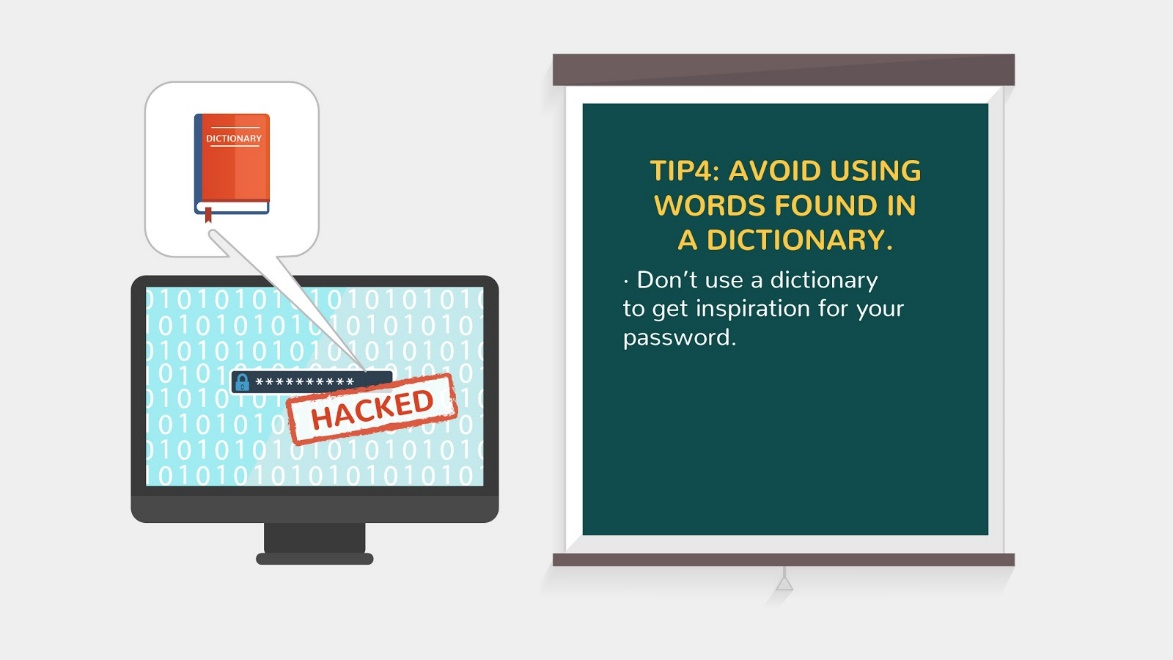 DICTIONARY
**********
HACKED
TIP4: AVOID USING
WORDS FOUND IN
A DICTIONARY.
· Don’t use a dictionary
to get inspiration for your
password.